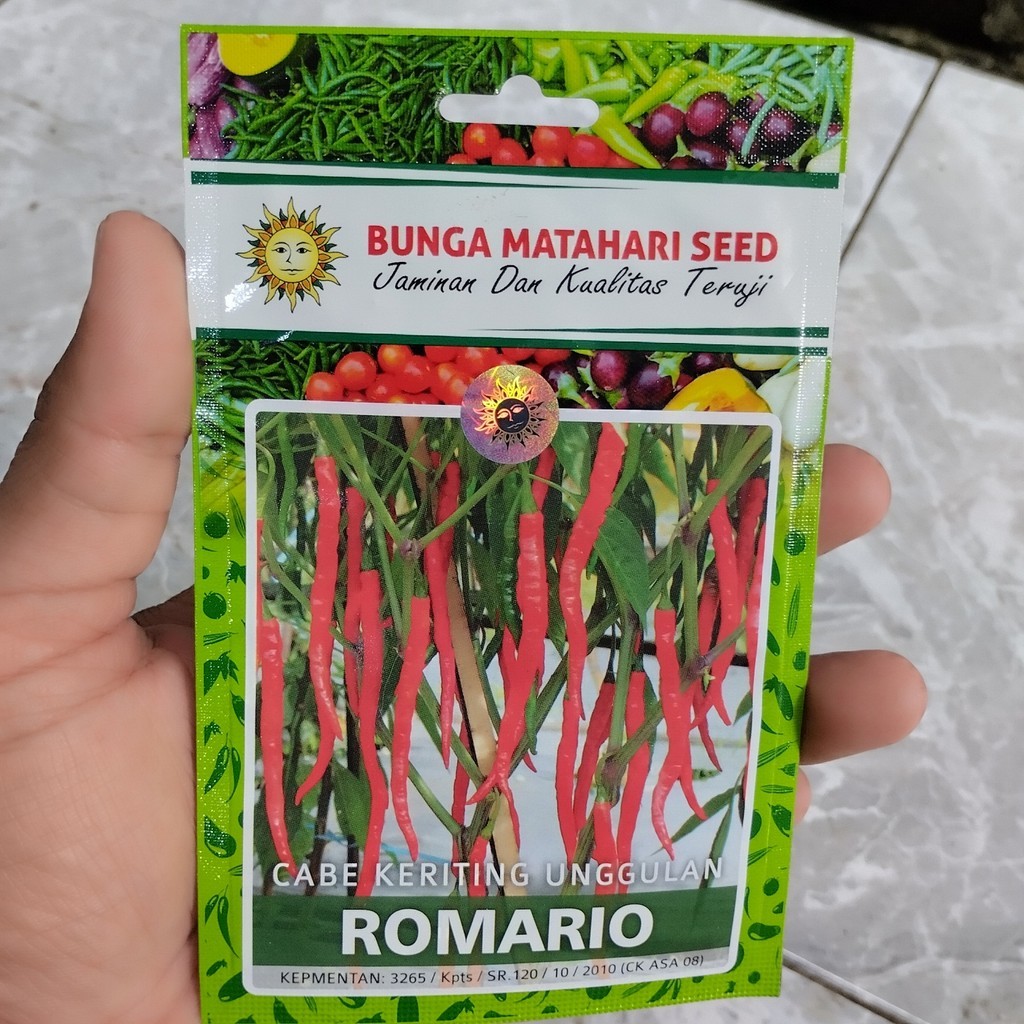 BUNGA MATAHARI SEED
Jaminan Dan Kualitas Teruji
CABE KERITING UNGGULAN
ROMARIO
KEPMENTAN: 3265 / Kpts / SR.120 / 10 / 2010 (CK ASA 08)